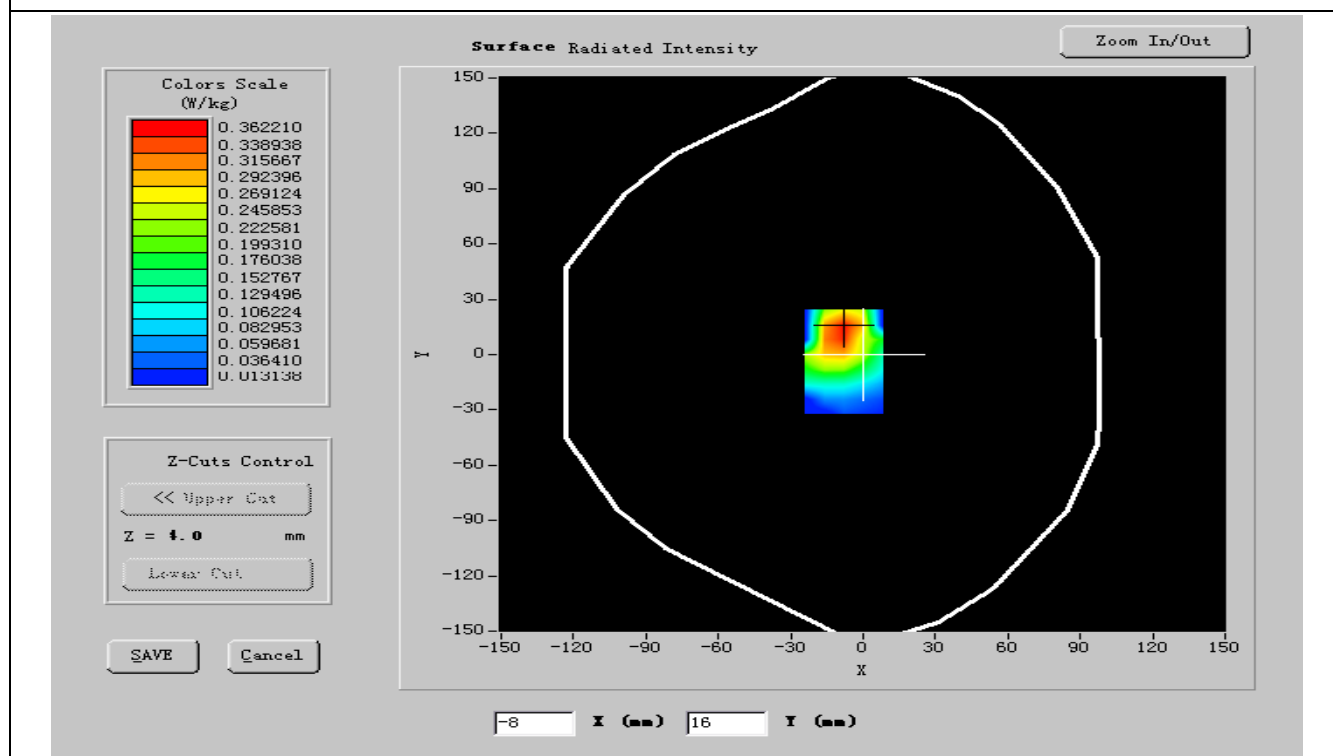 Surface Radiated Intensity
Zoom In/Out
Colors Scale
(W/kg)
0.362210
0.338938
0.315667
0.292396
0.269124
0.245853
0.222581
0.199310
0.176038
0.152767
0.129496
0.106224
0.082953
0.059681
0.036410
0.013138
Z-Cuts Control
<< Upper Cut
Z = 4.0 mm
Lower Cut
SAVE
Cancel
150
120
90
60
30
0
-30
-60
-90
-120
-150
Y
-150 -120 -90 -60 -30 0 30 60 90 120 150
X
-8 X (mm) 16 Y (mm)